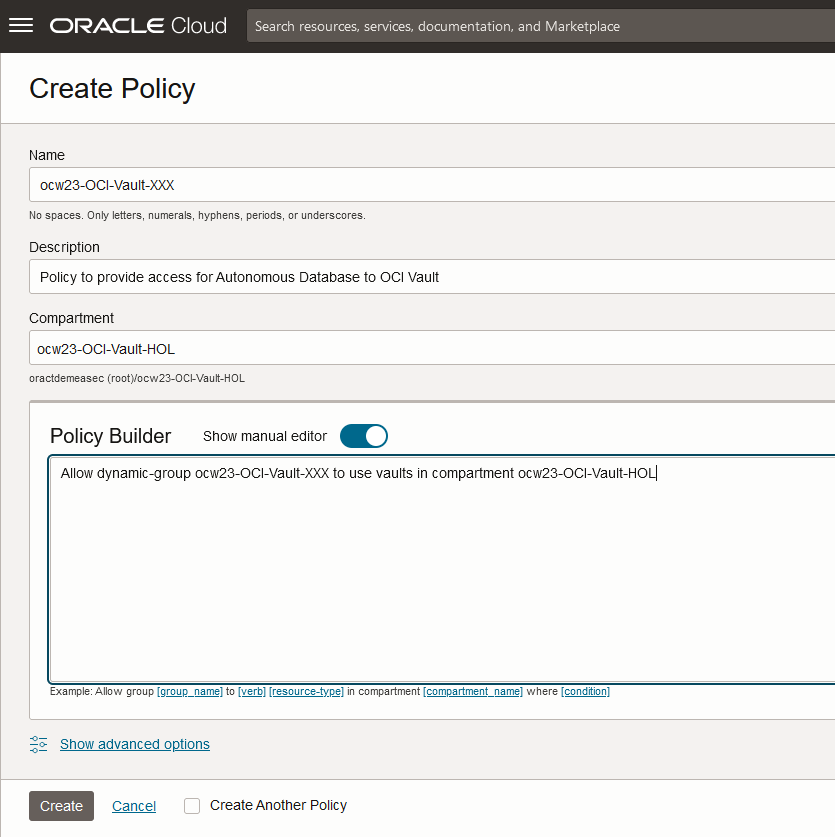 ORACLE Cloud
Search resources, services, documentation, and Marketplace
Create Policy
Name
ocw23-OCI-Vault-XXX
No spaces. Only letters, numerals, hyphens, periods, or underscores.
Description
Policy to provide access for Autonomous Database to OCI Vault
Compartment
ocw23-OCI-Vault-HOL
oractdemeasec (root)/ocw23-OCI-Vault-HOL
Policy Builder
Show manual editor
Allow dynamic-group ocw23-OCI-Vault-XXX to use vaults in compartment ocw23-OCI-Vault-HOL
Example: Allow group [group_name] to [verb] [resource-type] in compartment [compartment_name] where [condition]
Show advanced options
Create
Cancel
Create Another Policy